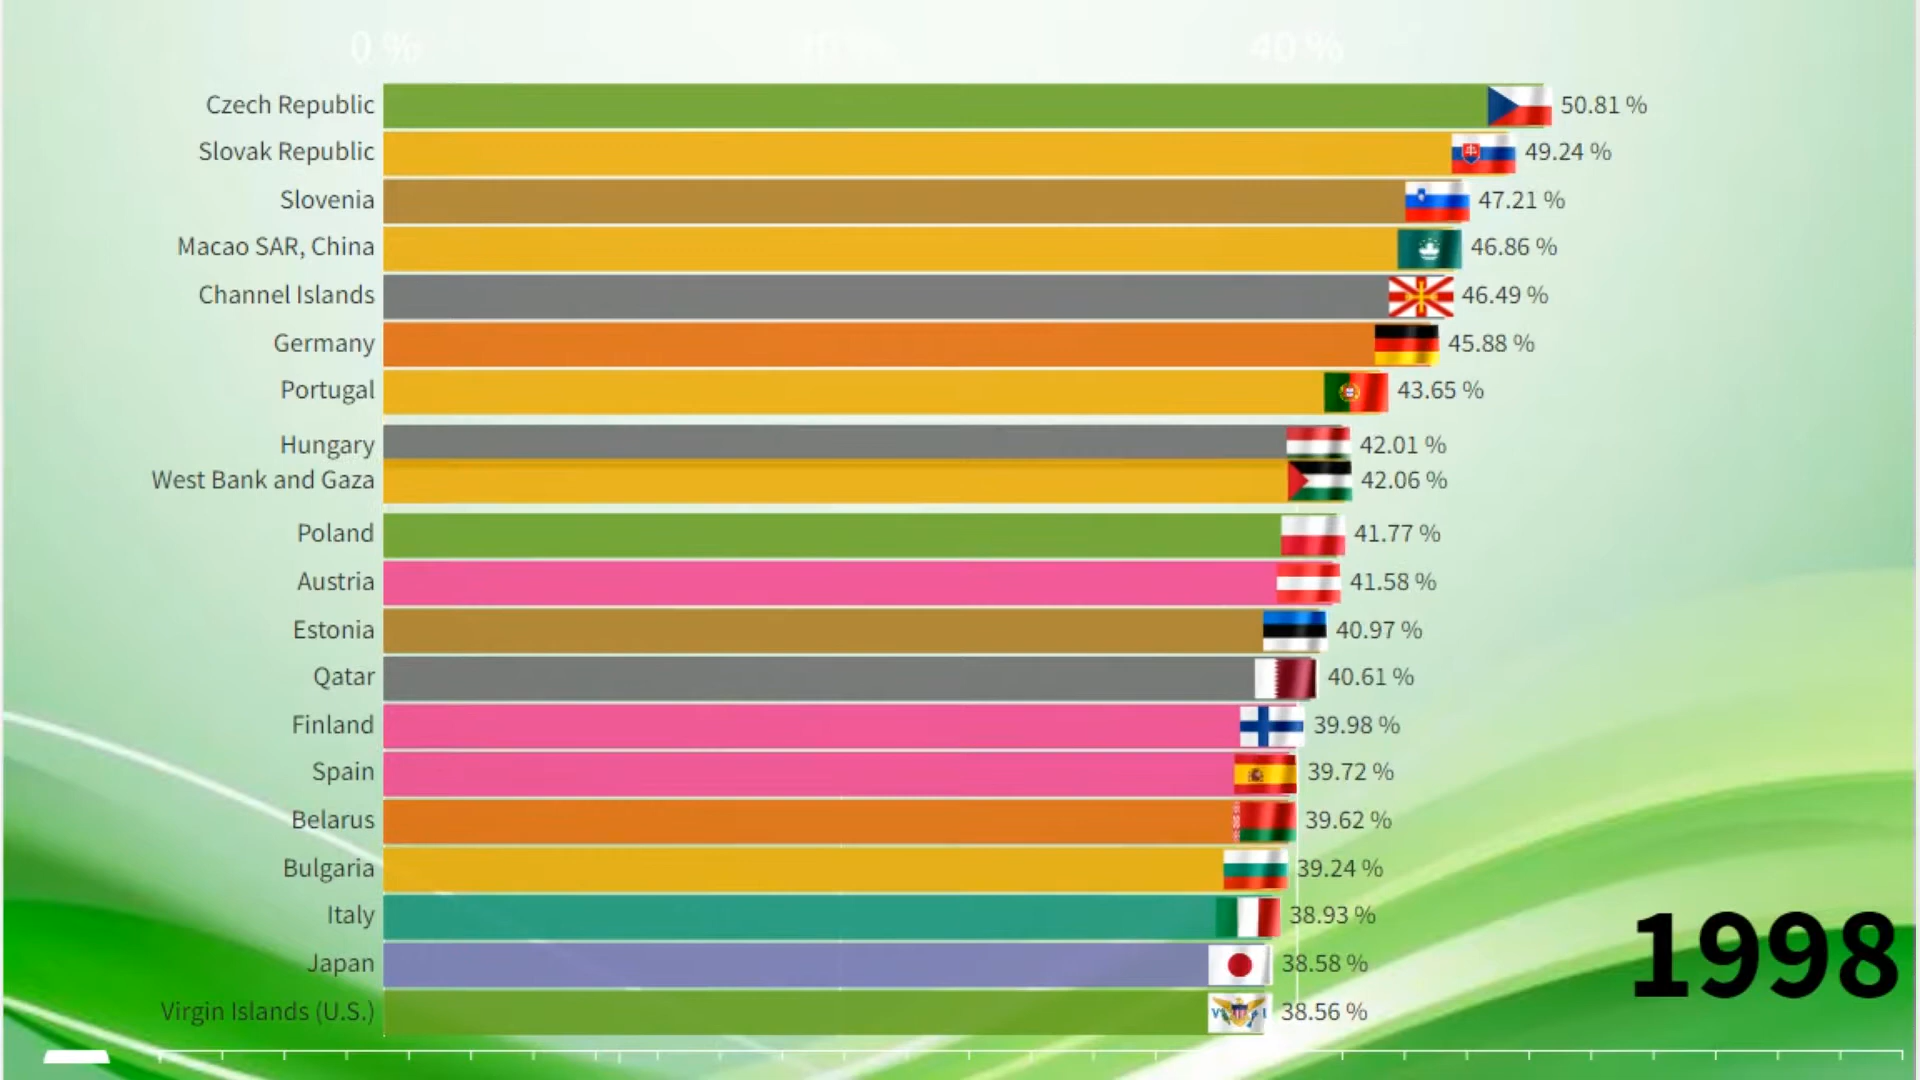 0 % 40 %
Czech Republic 50.81 %
Slovak Republic 49.24 %
Slovenia 47.21 %
Macao SAR, China 46.86 %
Channel Islands 46.49 %
Germany 45.88 %
Portugal 43.65 %
Hungary 42.01 %
West Bank and Gaza 42.06 %
Poland 41.77 %
Austria 41.58 %
Estonia 40.97 %
Qatar 40.61 %
Finland 39.98 %
Spain 39.72 %
Belarus 39.62 %
Bulgaria 39.24 %
Italy 38.93 %
Japan 38.58 %
Virgin Islands (U.S.) 38.56 %
1998